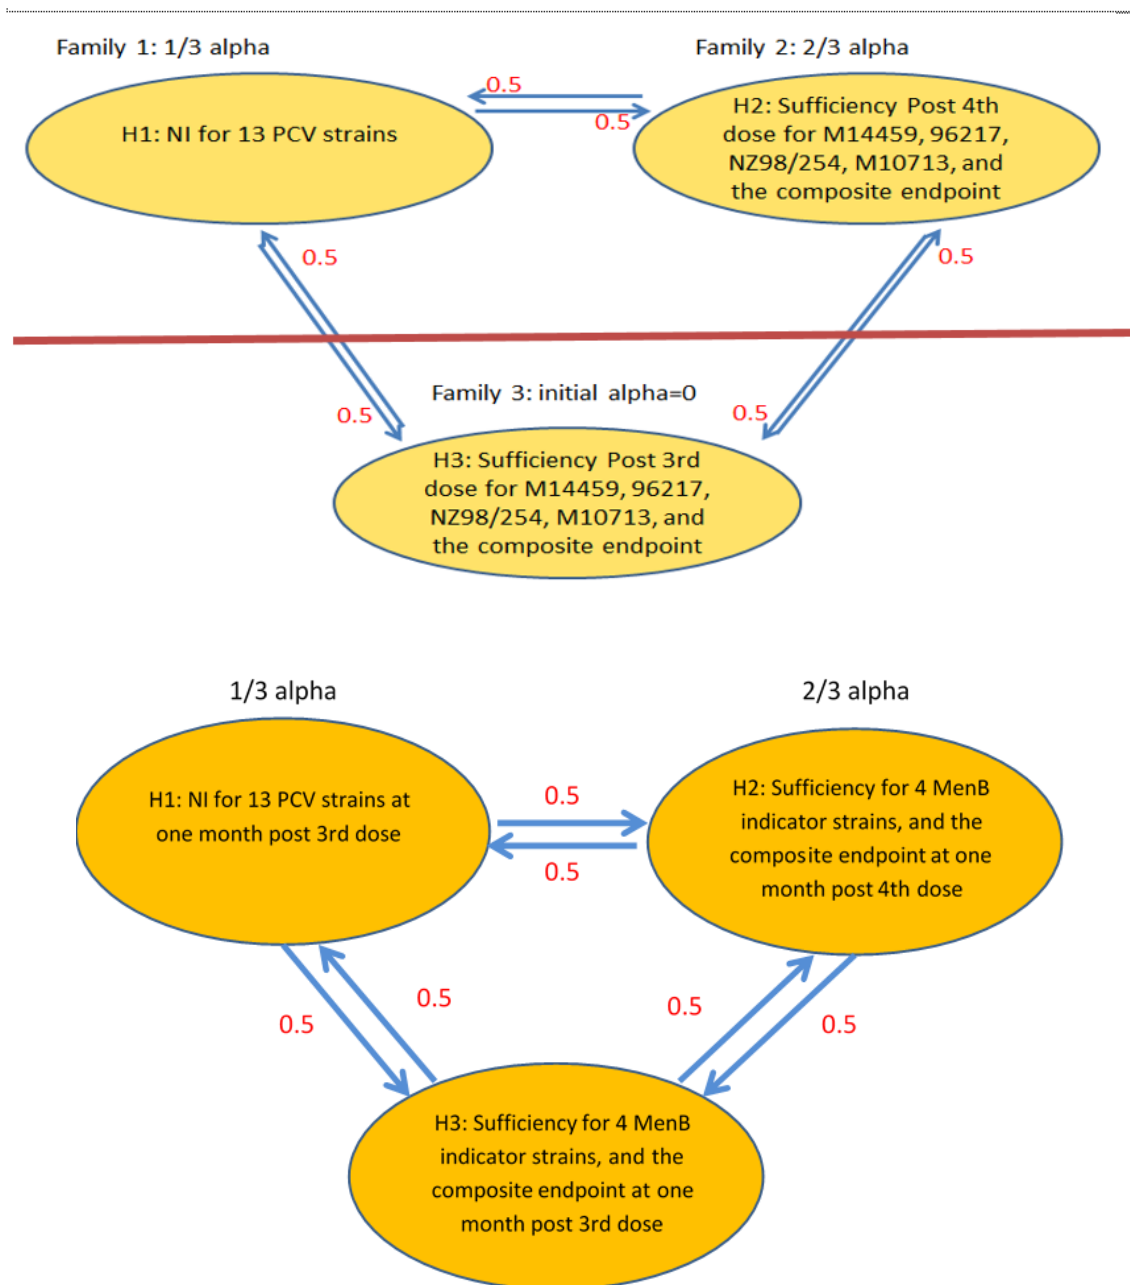 Family 1: 1/3 alpha
Family 2: 2/3 alpha
H1: NI for 13 PCV strains
0.5
0.5
H2: Sufficiency Post 4th
dose for M14459, 96217,
NZ98/254, M10713, and
the composite endpoint
0.5
0.5
Family 3: initial alpha=0
0.5
0.5
H3: Sufficiency Post 3rd
dose for M14459, 96217,
NZ98/254, M10713, and
the composite endpoint
1/3 alpha
2/3 alpha
H1: NI for 13 PCV strains at
one month post 3rd dose
0.5
0.5
H2: Sufficiency for 4 MenB
indicator strains, and the
composite endpoint at one
month post 4th dose
0.5
0.5
0.5
0.5
H3: Sufficiency for 4 MenB
indicator strains, and the
composite endpoint at one
month post 3rd dose